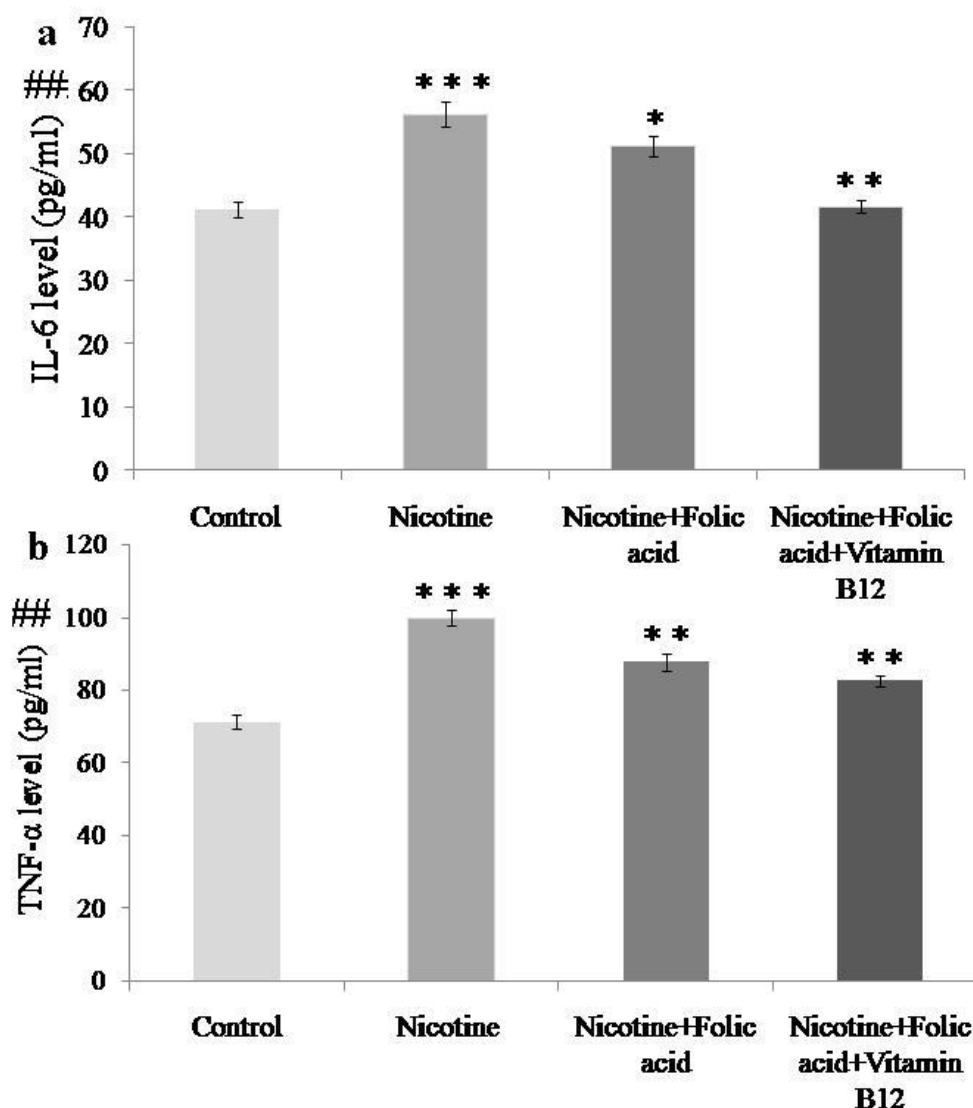 a
IL-6 level (pg/ml) ##
70
60
50
40
30
20
10
0
***
*
**
Control
Nicotine
Nicotine+Folic
acid
Nicotine+Folic
acid+Vitamin
B12
b
TNF-α level (pg/ml) ##
120
100
80
60
40
20
0
***
**
**
Control
Nicotine
Nicotine+Folic
acid
Nicotine+Folic
acid+Vitamin
B12